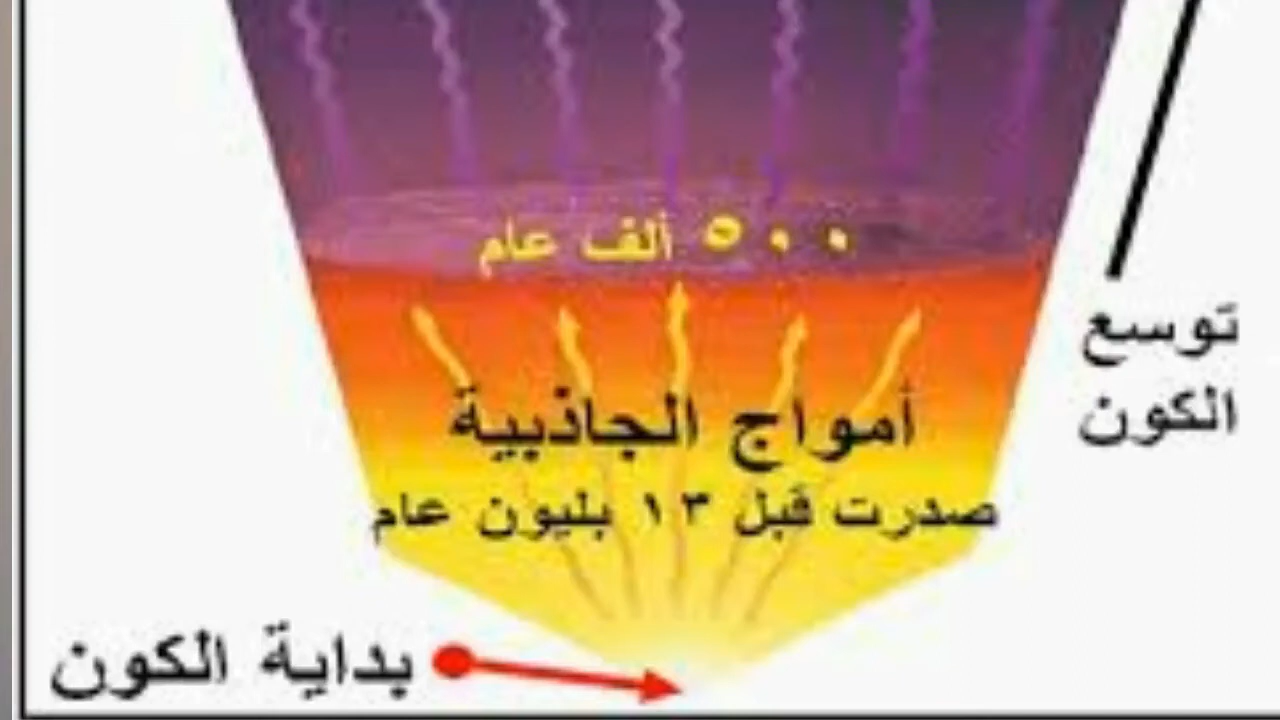 ٥٠٠ ألف عام
توسع
الكون
أمواج الجاذبية
صدرت قبل ١٣ بليون عام
بداية الكون